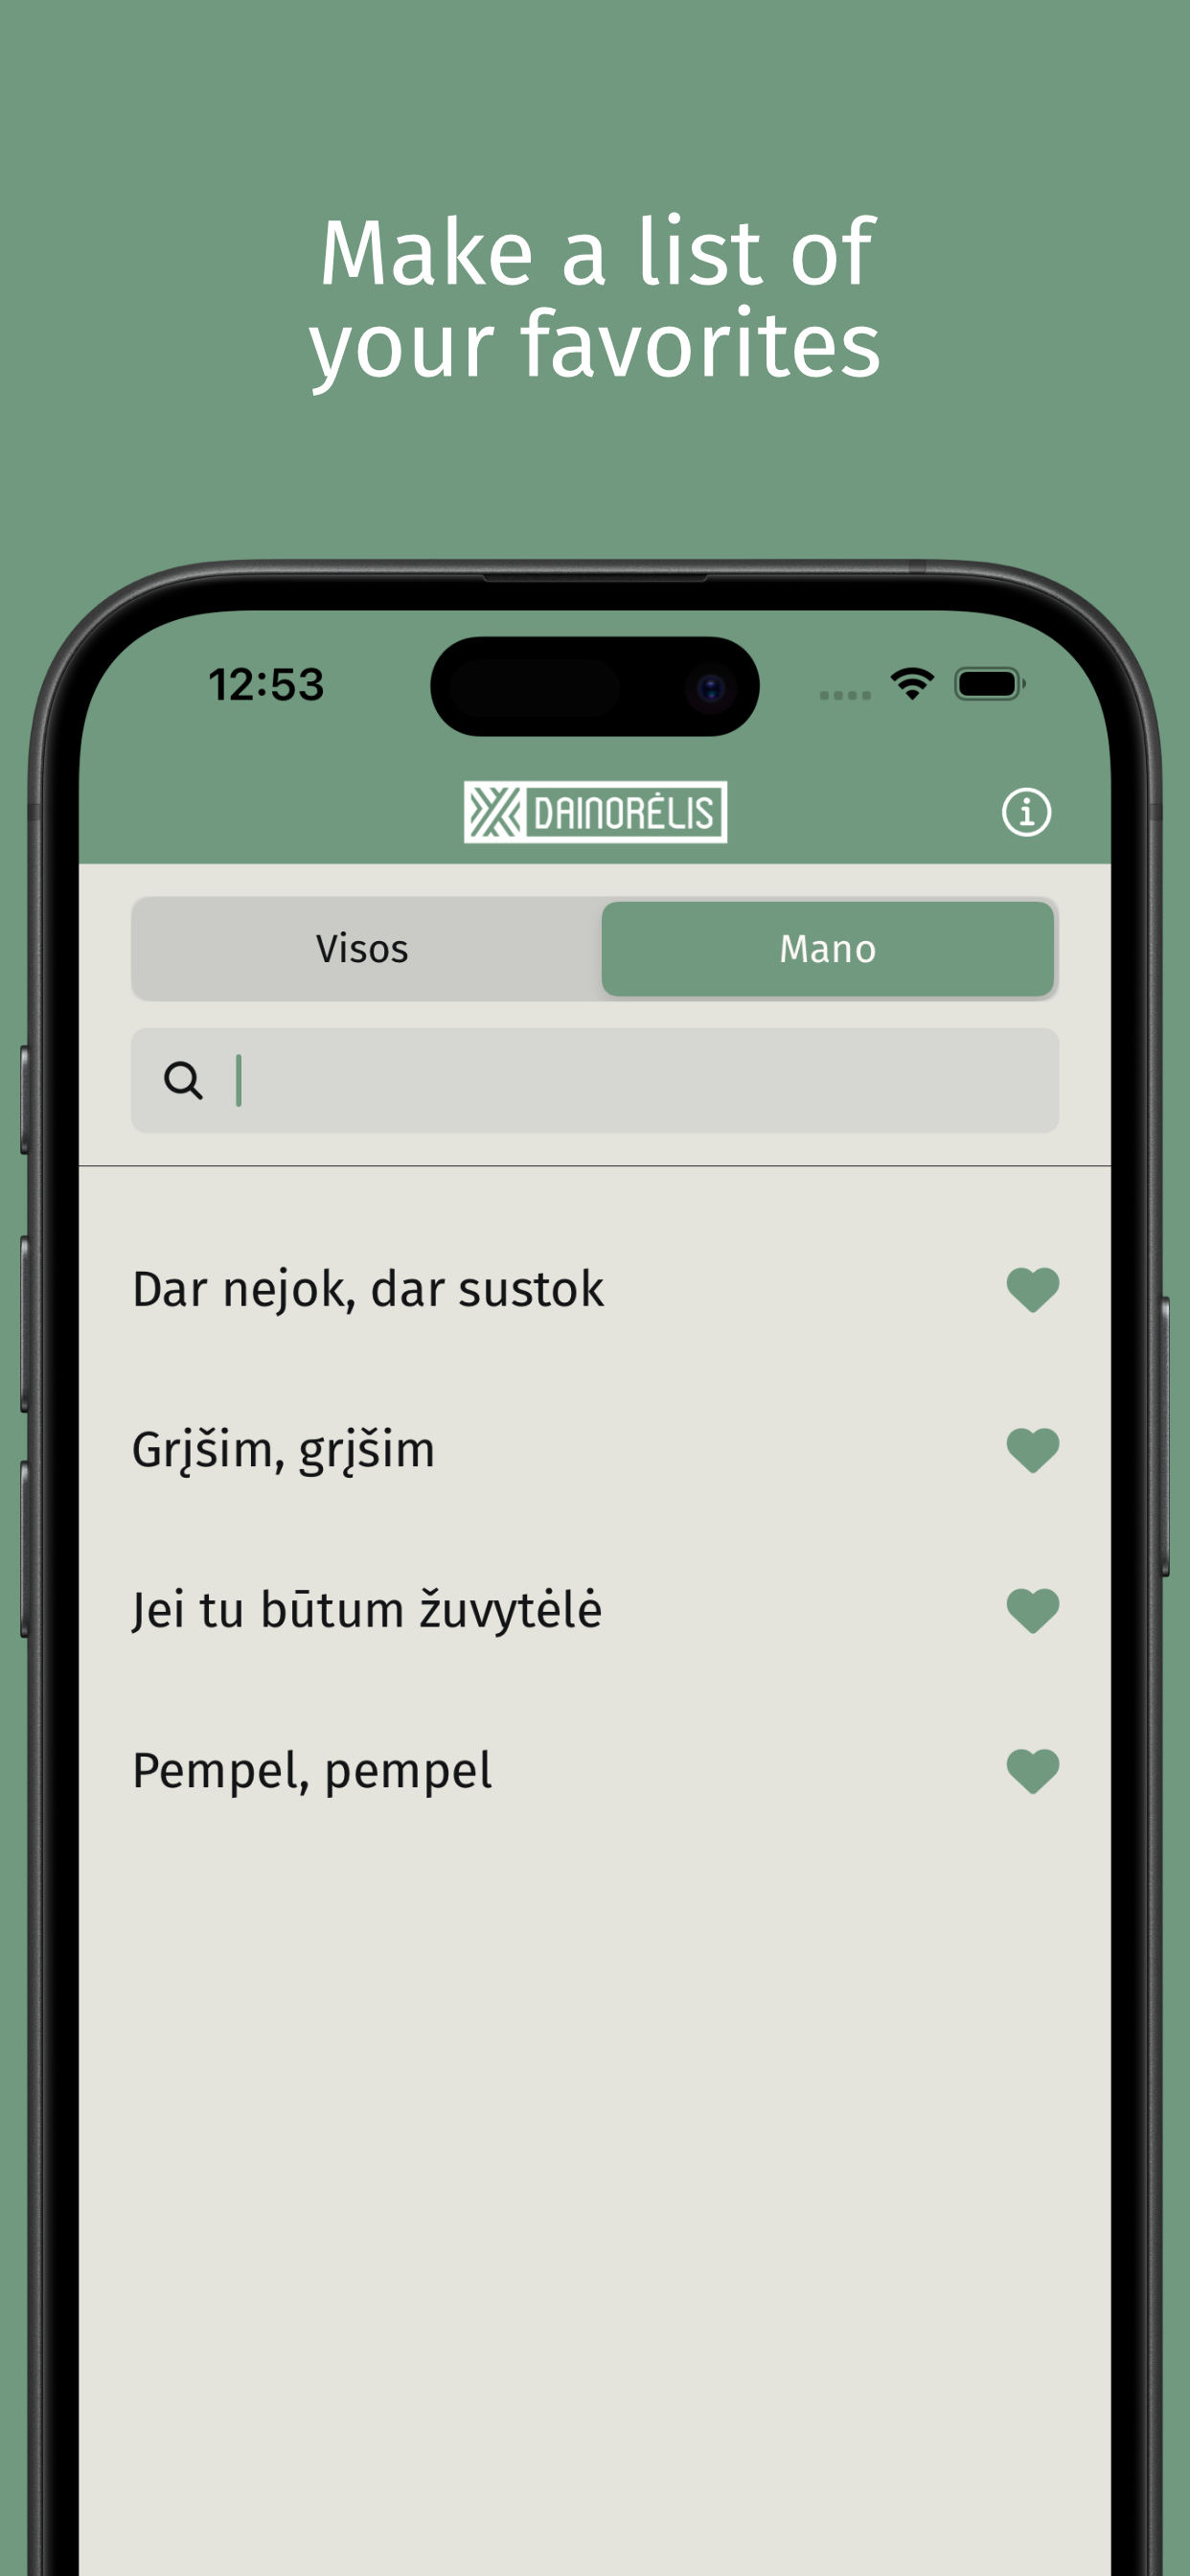 Make a list of
your favorites
12:53
DAINORĖLIS
Visos
Mano
Dar nejok, dar sustok
Grįšim, grįšim
Jei tu būtum žuvytėlė
Pempel, pempel